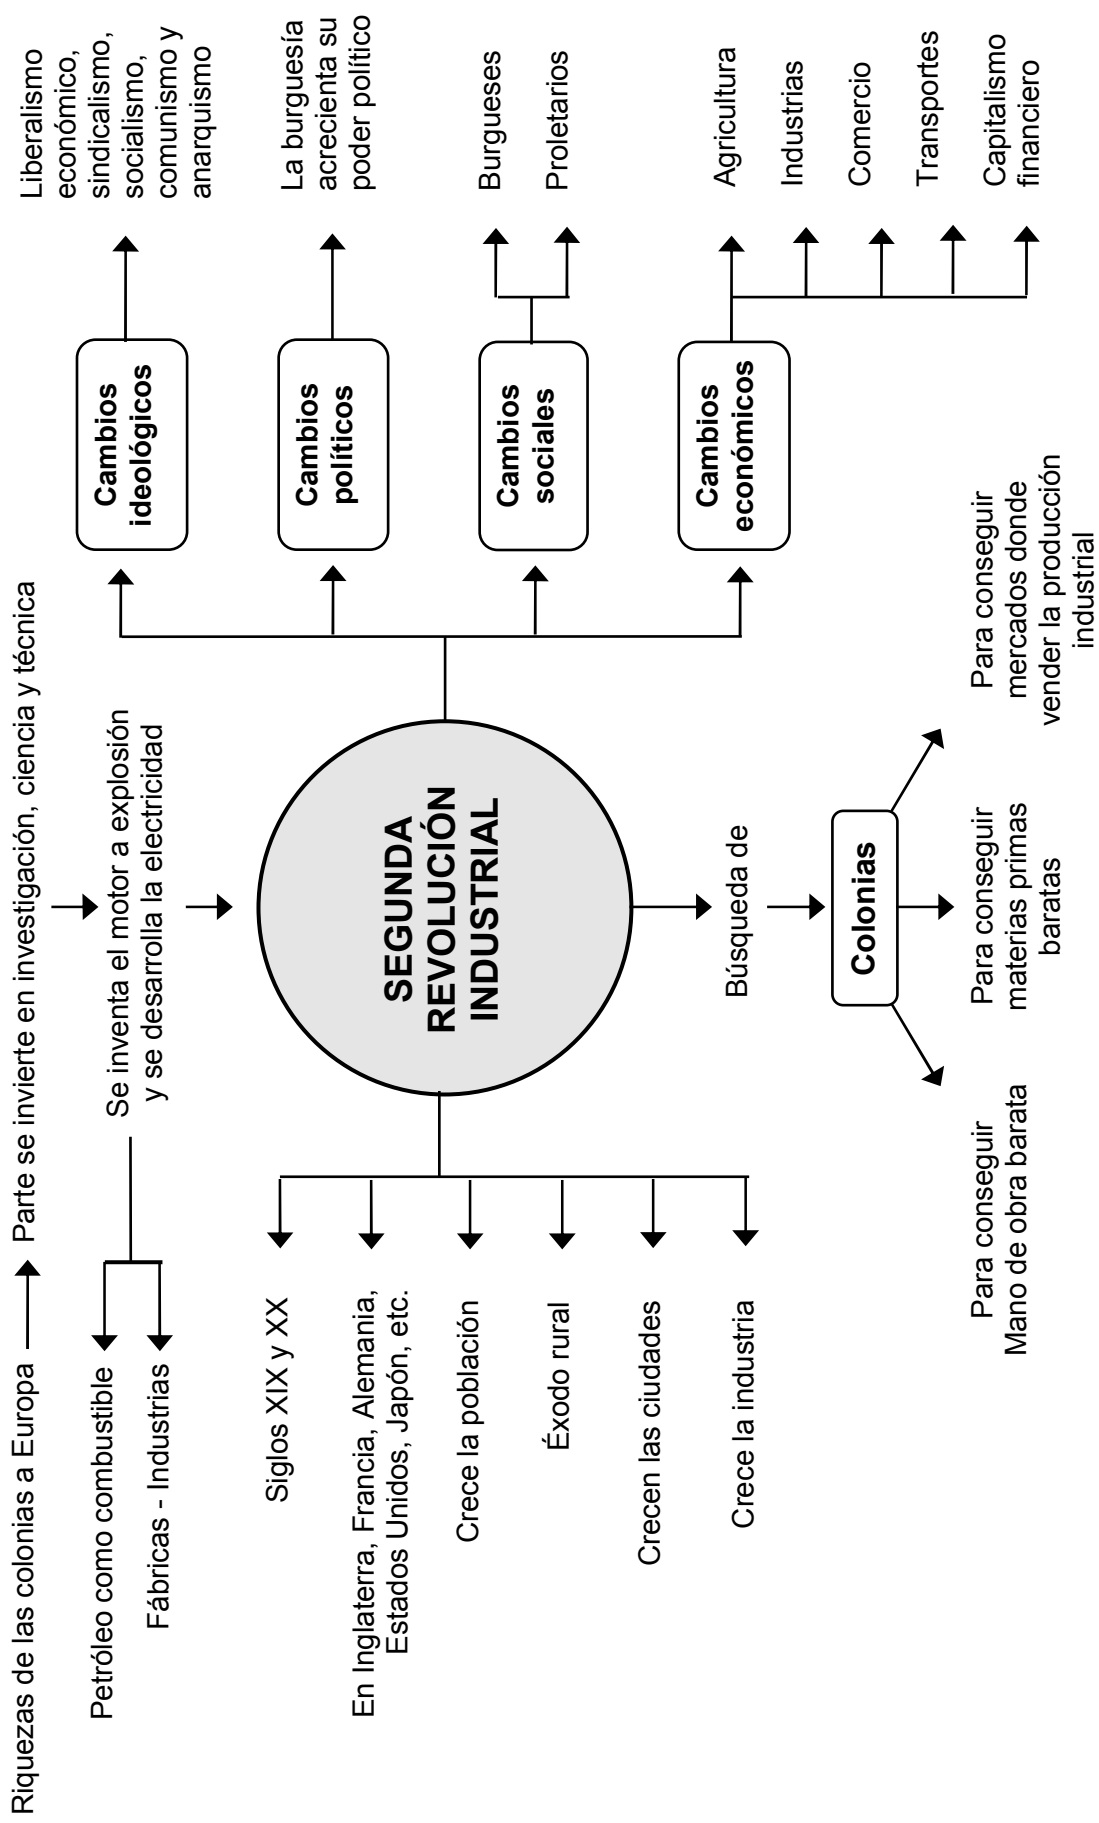 Riquezas de las colonias a Europa
Parte se invierte en investigación, ciencia y técnica
Petróleo como combustible
Fábricas - Industrias
Se inventa el motor a explosión
y se desarrolla la electricidad
SEGUNDA
REVOLUCIÓN
INDUSTRIAL
Siglos XIX y XX
En Inglaterra, Francia, Alemania,
Estados Unidos, Japón, etc.
Crece la población
Éxodo rural
Crecen las ciudades
Crece la industria
Cambios
ideológicos
Liberalismo
económico,
sindicalismo,
socialismo,
comunismo y
anarquismo
Cambios
políticos
La burguesía
acrecienta su
poder político
Cambios
sociales
Burgueses
Proletarios
Cambios
económicos
Agricultura
Industrias
Comercio
Transportes
Capitalismo
financiero
Búsqueda de
Colonias
Para conseguir
Mano de obra barata
Para conseguir
materias primas
baratas
Para conseguir
mercados donde
vender la producción
industrial